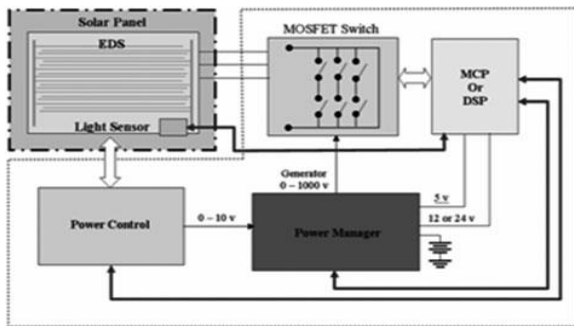 Solar Panel
EDS
Light Sensor
MOSFET Switch
MCP
Or
DSP
Generator
0 – 1000 v
5 v
12 or 24 v
Power Control
0 – 10 v
Power Manager